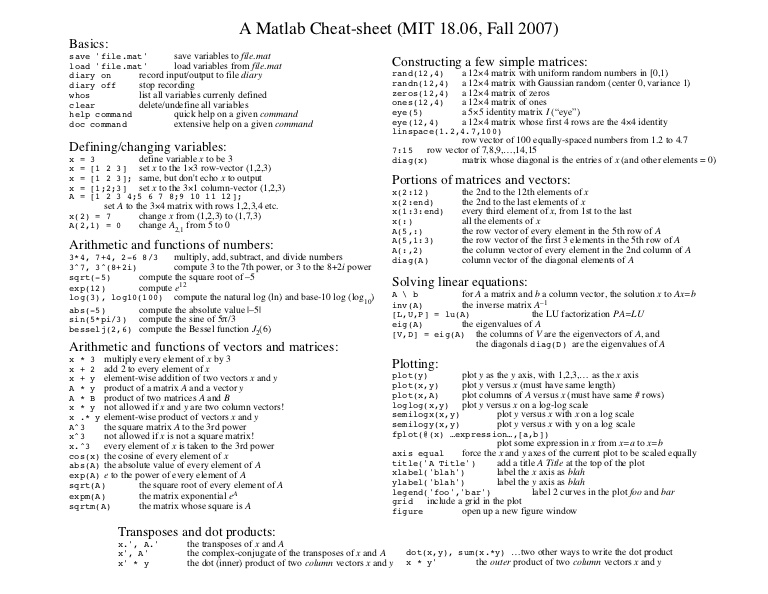 A Matlab Cheat-sheet (MIT 18.06, Fall 2007)
Basics:
save 'file.mat' save variables to file.mat
load 'file.mat' load variables from file.mat
diary on record input/output to file diary
diary off stop recording
whos list all variables currenly defined
clear delete/undefine all variables
help command quick help on a given command
doc command extensive help on a given command
Defining/changing variables:
x = 3 define variable x to be 3
x = [1 2 3] set x to the 1×3 row-vector (1,2,3)
x = [1 2 3]; same, but don't echo x to output
x = [1;2;3] set x to the 3×1 column-vector (1,2,3)
A = [1 2 3 4;5 6 7 8;9 10 11 12];
set A to the 3×4 matrix with rows 1,2,3,4 etc.
x(2) = 7 change x from (1,2,3) to (1,7,3)
A(2,1) = 0 change A2,1 from 5 to 0
Arithmetic and functions of numbers:
3*4, 7+4, 2-6 8/3 multiply, add, subtract, and divide numbers
3^7, 3^(8+2i) compute 3 to the 7th power, or 3 to the 8+2i power
sqrt(-5) compute the square root of –5
exp(12) compute e^12
log(3), log10(100) compute the natural log (ln) and base-10 log (log10)
abs(-5) compute the absolute value |–5|
sin(5*pi/3) compute the sine of 5π/3
besselj(2,6) compute the Bessel function J2(6)
Arithmetic and functions of vectors and matrices:
x * 3 multiply every element of x by 3
x + 2 add 2 to every element of x
x + y element-wise addition of two vectors x and y
A * y product of a matrix A and a vector y
A * B product of two matrices A and B
x * y not allowed if x and y are two column vectors!
x .* y element-wise product of vectors x and y
A^3 the square matrix A to the 3rd power
x^3 not allowed if x is not a square matrix!
x.^3 every element of x is taken to the 3rd power
cos(x) the cosine of every element of x
abs(A) the absolute value of every element of A
exp(A) e to the power of every element of A
sqrt(A) the square root of every element of A
expm(A) the matrix exponential e^A
sqrtm(A) the matrix whose square is A
Transposes and dot products:
x.', A.' the transposes of x and A
x', A' the complex-conjugate of the transposes of x and A
x' * y the dot (inner) product of two column vectors x and y
Constructing a few simple matrices:
rand(12,4) a 12×4 matrix with uniform random numbers in [0,1)
randn(12,4) a 12×4 matrix with Gaussian random (center 0, variance 1)
zeros(12,4) a 12×4 matrix of zeros
ones(12,4) a 12×4 matrix of ones
eye(5) a 5×5 identity matrix I (“eye”)
eye(12,4) a 12×4 matrix whose first 4 rows are the 4×4 identity
linspace(1.2,4.7,100)
row vector of 100 equally-spaced numbers from 1.2 to 4.7
7:15 row vector of 7,8,9,…,14,15
diag(x) matrix whose diagonal is the entries of x (and other elements = 0)
Portions of matrices and vectors:
x(2:12) the 2nd to the 12th elements of x
x(2:end) the 2nd to the last elements of x
x(1:3:end) every third element of x, from 1st to the last
x(:) all the elements of x
A(5,:) the row vector of every element in the 5th row of A
A(5,1:3) the row vector of the first 3 elements in the 5th row of A
A(:,2) the column vector of every element in the 2nd column of A
diag(A) column vector of the diagonal elements of A
Solving linear equations:
A \ b for A a matrix and b a column vector, the solution x to Ax=b
inv(A) the inverse matrix A^–1
[L,U,P] = lu(A) the LU factorization PA=LU
eig(A) the eigenvalues of A
[V,D] = eig(A) the columns of V are the eigenvectors of A, and
the diagonals diag(D) are the eigenvalues of A
Plotting:
plot(y) plot y as the y axis, with 1,2,3,… as the x axis
plot(x,y) plot y versus x (must have same length)
plot(x,A) plot columns of A versus x (must have same # rows)
loglog(x,y) plot y versus x on a log-log scale
semilogx(x,y) plot y versus x with x on a log scale
semilogy(x,y) plot y versus x with y on a log scale
fplot(@(x) …expression…,[a,b])
plot some expression in x from x=a to x=b
axis equal force the x and y axes of the current plot to be scaled equally
title('A Title') add a title A Title at the top of the plot
xlabel('blah') label the x axis as blah
ylabel('blah') label the y axis as blah
legend('foo','bar') label 2 curves in the plot foo and bar
grid include a grid in the plot
figure open up a new figure window
dot(x,y), sum(x.*y) …two other ways to write the dot product
x * y' the outer product of two column vectors x and y